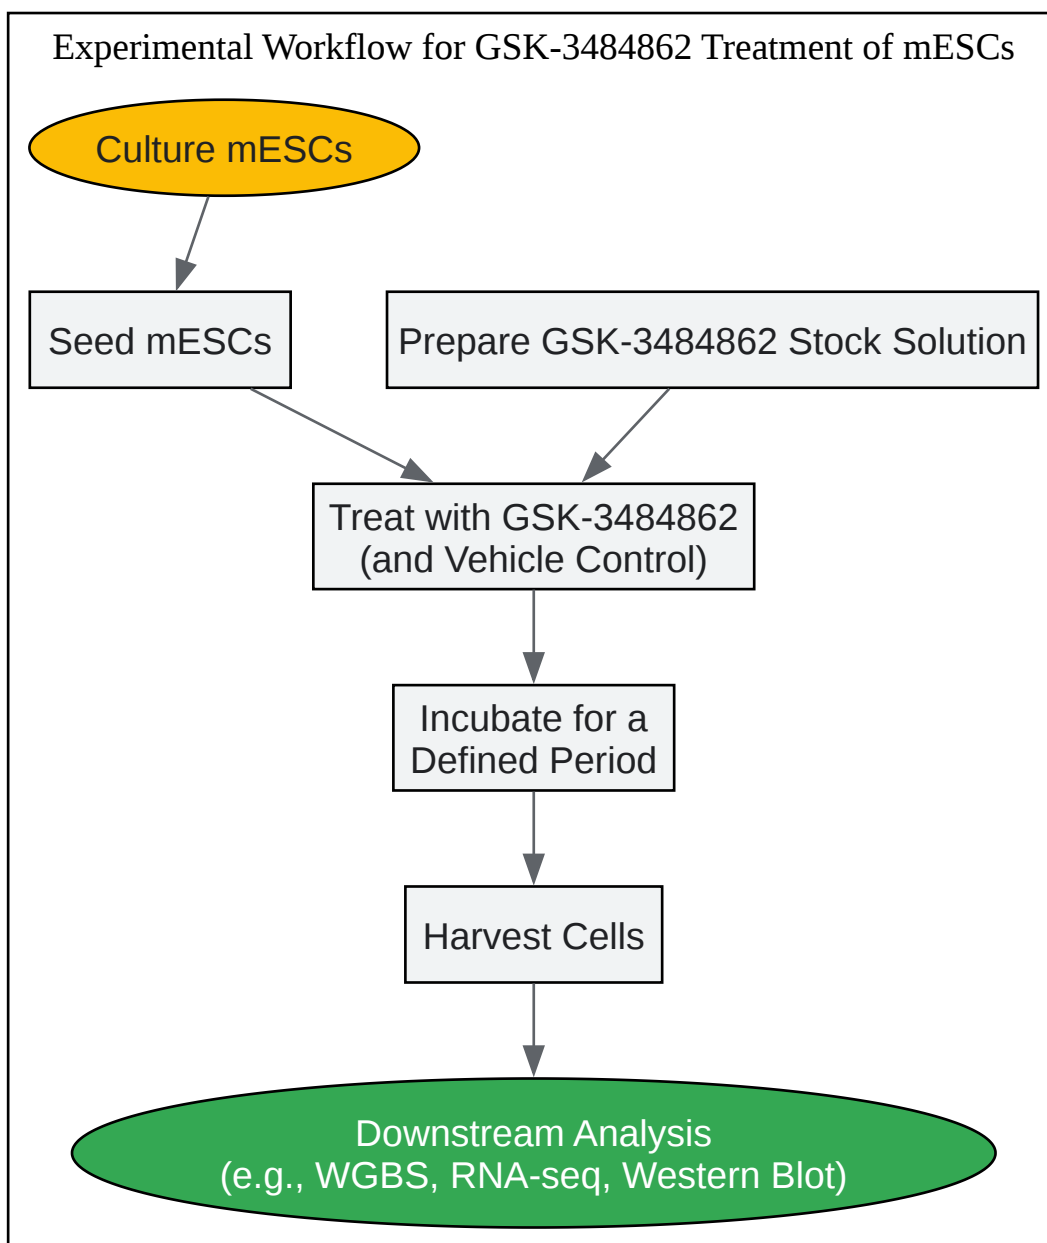 Experimental Workflow for GSK-3484862 Treatment of mESCs
Culture mESCs
Seed mESCs
Prepare GSK-3484862 Stock Solution
Treat with GSK-3484862
(and Vehicle Control)
Incubate for a
Defined Period
Harvest Cells
Downstream Analysis
(e.g., WGBS, RNA-seq, Western Blot)